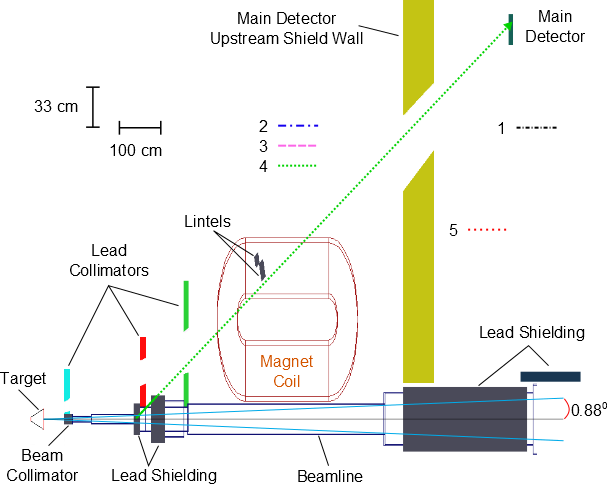 Main Detector
Upstream Shield Wall
Main
Detector
33 cm
100 cm
2
3
4
1
5
Lintels
Lead
Collimators
Lead Shielding
Magnet
Coil
Target
0.88⁰
Beam
Collimator
Lead Shielding
Beamline